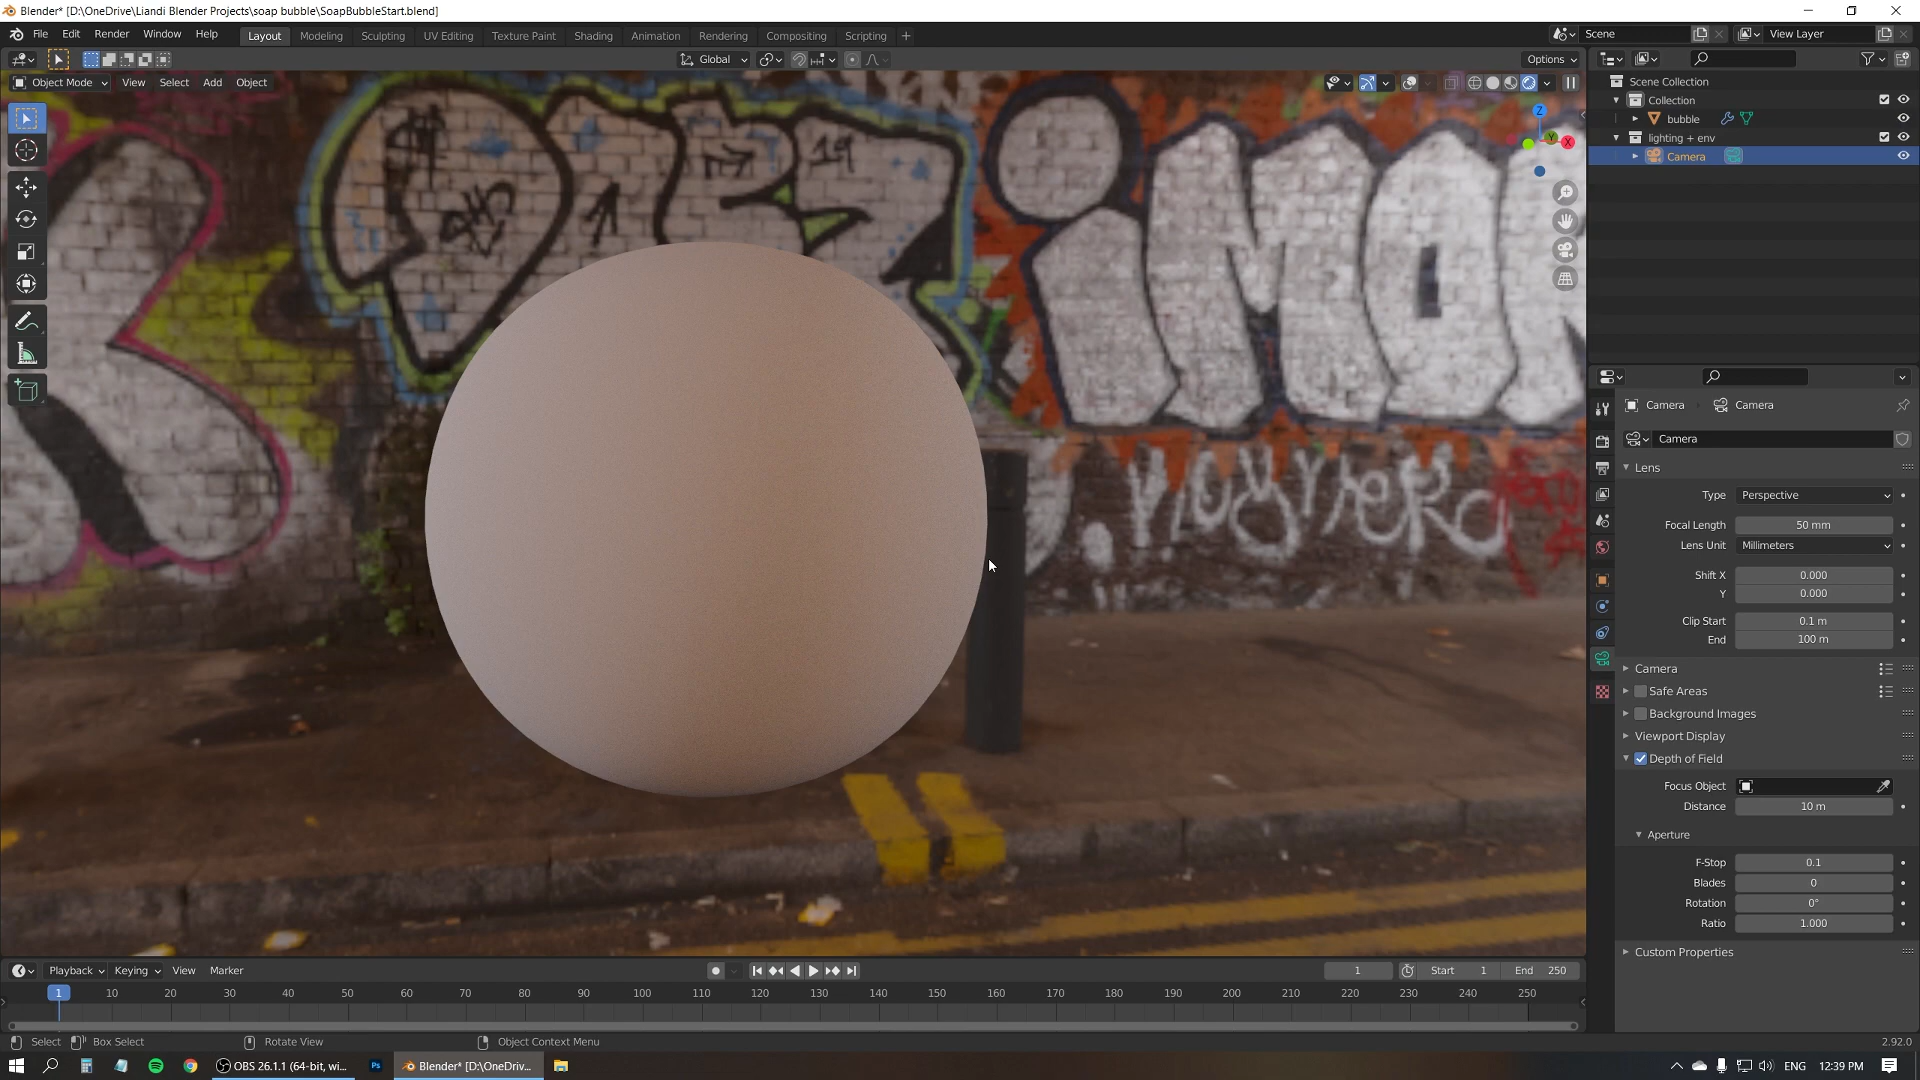 Blender* [D:\OneDrive\Liandi Blender Projects\soap bubble\SoapBubbleStart.blend]
File Edit Render Window Help Layout Modeling Sculpting UV Editing Texture Paint Shading Animation Rendering Compositing Scripting + Scene View Layer
Global Options
Object Mode View Select Add Object
Scene Collection
Collection
bubble
lighting + env
Camera
Z
Y
X
19
Camera Camera
Camera
Lens
Type Perspective
Focal Length 50 mm
Lens Unit Millimeters
Shift X 0.000
Y 0.000
Clip Start 0.1 m
End 100 m
Camera
Safe Areas
Background Images
Viewport Display
Depth of Field
Focus Object
Distance 10 m
Aperture
F-Stop 0.1
Blades 0
Rotation 0°
Ratio 1.000
Custom Properties
Playback Keying View Marker 1 Start 1 End 250
1 10 20 30 40 50 60 70 80 90 100 110 120 130 140 150 160 170 180 190 200 210 220 230 240 250
Select Box Select Rotate View Object Context Menu 2.92.0
OBS 26.1.1 (64-bit, wi... Ps Blender* [D:\OneDriv... ENG 12:39 PM